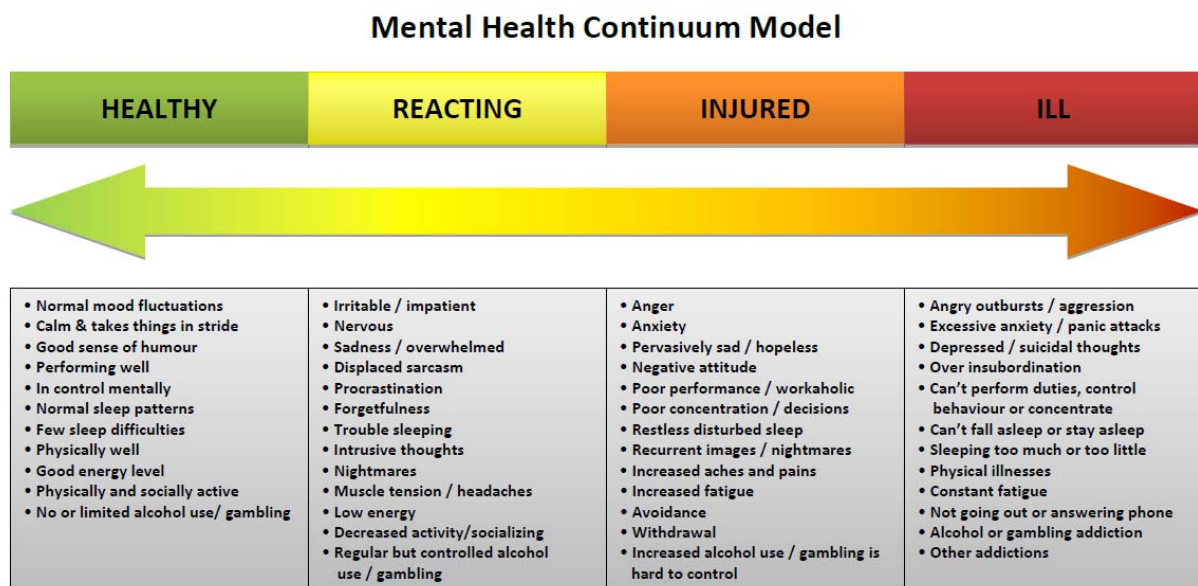 Mental Health Continuum Model
HEALTHY
REACTING
INJURED
ILL
• Normal mood fluctuations
• Calm & takes things in stride
• Good sense of humour
• Performing well
• In control mentally
• Normal sleep patterns
• Few sleep difficulties
• Physically well
• Good energy level
• Physically and socially active
• No or limited alcohol use/ gambling
• Irritable / impatient
• Nervous
• Sadness / overwhelmed
• Displaced sarcasm
• Procrastination
• Forgetfulness
• Trouble sleeping
• Intrusive thoughts
• Nightmares
• Muscle tension / headaches
• Low energy
• Decreased activity/socializing
• Regular but controlled alcohol
use / gambling
• Anger
• Anxiety
• Pervasively sad / hopeless
• Negative attitude
• Poor performance / workaholic
• Poor concentration / decisions
• Restless disturbed sleep
• Recurrent images / nightmares
• Increased aches and pains
• Increased fatigue
• Avoidance
• Withdrawal
• Increased alcohol use / gambling is
hard to control
• Angry outbursts / aggression
• Excessive anxiety / panic attacks
• Depressed / suicidal thoughts
• Over insubordination
• Can't perform duties, control
behaviour or concentrate
• Can't fall asleep or stay asleep
• Sleeping too much or too little
• Physical illnesses
• Constant fatigue
• Not going out or answering phone
• Alcohol or gambling addiction
• Other addictions